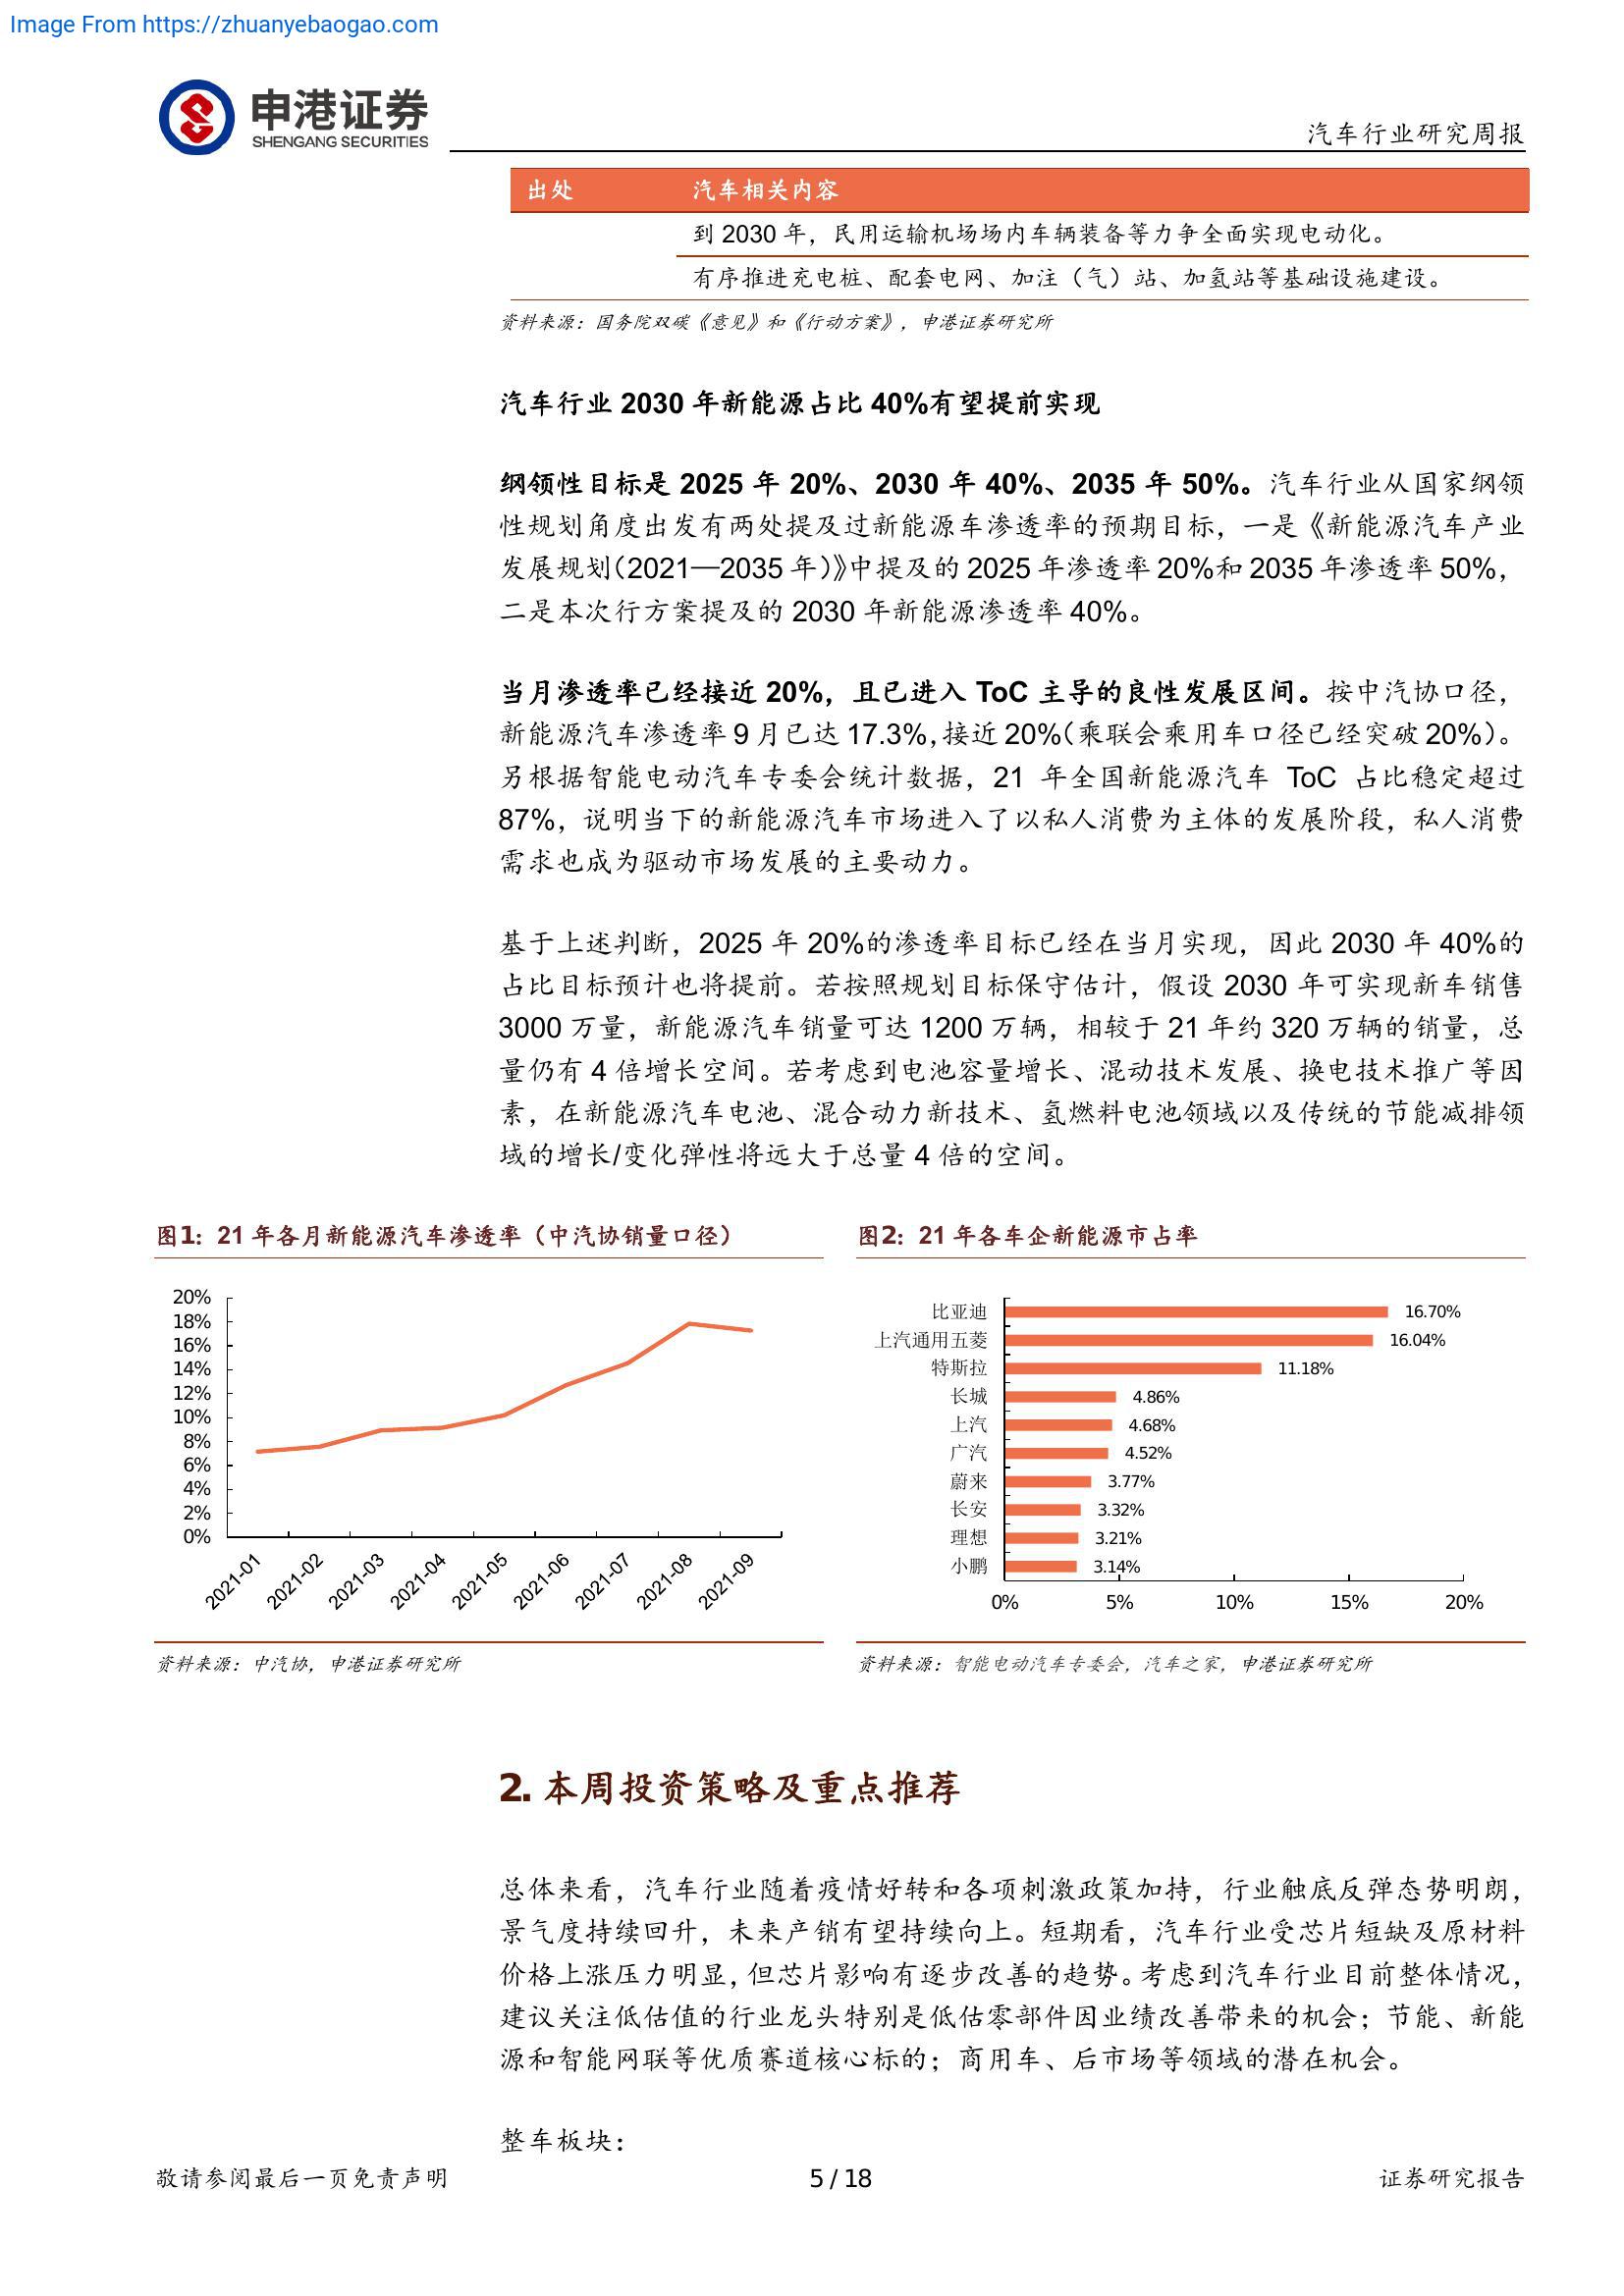 Image From https://zhuanyebaogao.com
申港证券
SHENGANG SECURITIES
汽车行业研究周报
出处 汽车相关内容
到 2030 年，民用运输机场场内车辆装备等力争全面实现电动化。
有序推进充电桩、配套电网、加注（气）站、加氢站等基础设施建设。
资料来源：国务院双碳《意见》和《行动方案》，申港证券研究所
汽车行业 2030 年新能源占比 40%有望提前实现
纲领性目标是 2025 年 20%、2030 年 40%、2035 年 50%。汽车行业从国家纲领
性规划角度出发有两处提及过新能源车渗透率的预期目标，一是《新能源汽车产业
发展规划（2021—2035 年）》中提及的 2025 年渗透率 20%和 2035 年渗透率 50%，
二是本次行方案提及的 2030 年新能源渗透率 40%。
当月渗透率已经接近 20%，且已进入 ToC 主导的良性发展区间。按中汽协口径，
新能源汽车渗透率 9 月已达 17.3%，接近 20%（乘联会乘用车口径已经突破 20%）。
另根据智能电动汽车专委会统计数据，21 年全国新能源汽车 ToC 占比稳定超过
87%，说明当下的新能源汽车市场进入了以私人消费为主体的发展阶段，私人消费
需求也成为驱动市场发展的主要动力。
基于上述判断，2025 年 20%的渗透率目标已经在当月实现，因此 2030 年 40%的
占比目标预计也将提前。若按照规划目标保守估计，假设 2030 年可实现新车销售
3000 万量，新能源汽车销量可达 1200 万辆，相较于 21 年约 320 万辆的销量，总
量仍有 4 倍增长空间。若考虑到电池容量增长、混动技术发展、换电技术推广等因
素，在新能源汽车电池、混合动力新技术、氢燃料电池领域以及传统的节能减排领
域的增长/变化弹性将远大于总量 4 倍的空间。
图1：21 年各月新能源汽车渗透率（中汽协销量口径）
20%
18%
16%
14%
12%
10%
8%
6%
4%
2%
0%
2021-01 2021-02 2021-03 2021-04 2021-05 2021-06 2021-07 2021-08 2021-09
资料来源：中汽协，申港证券研究所
图2：21 年各车企新能源市占率
比亚迪 16.70%
上汽通用五菱 16.04%
特斯拉 11.18%
长城 4.86%
上汽 4.68%
广汽 4.52%
蔚来 3.77%
长安 3.32%
理想 3.21%
小鹏 3.14%
0% 5% 10% 15% 20%
资料来源：智能电动汽车专委会，汽车之家，申港证券研究所
2. 本周投资策略及重点推荐
总体来看，汽车行业随着疫情好转和各项刺激政策加持，行业触底反弹态势明朗，
景气度持续回升，未来产销有望持续向上。短期看，汽车行业受芯片短缺及原材料
价格上涨压力明显，但芯片影响有逐步改善的趋势。考虑到汽车行业目前整体情况，
建议关注低估值的行业龙头特别是低估零部件因业绩改善带来的机会；节能、新能
源和智能网联等优质赛道核心标的；商用车、后市场等领域的潜在机会。
整车板块：
敬请参阅最后一页免责声明
5 / 18
证券研究报告